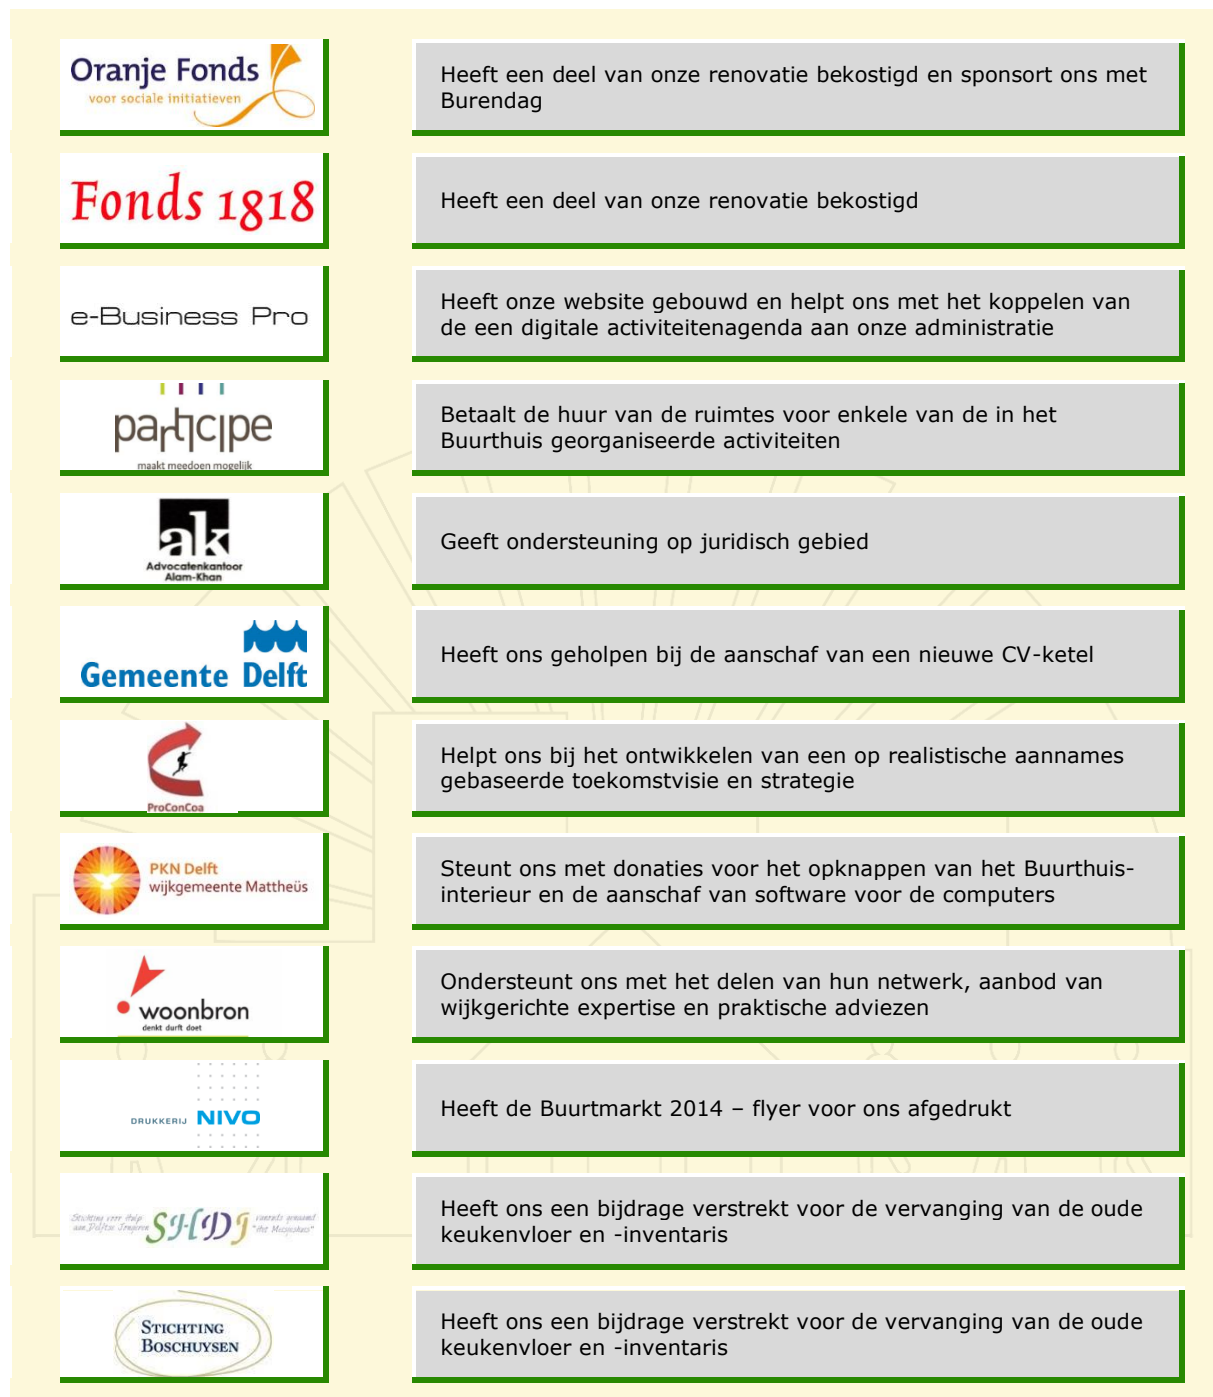 Oranje Fonds
voor sociale initiatieven
Heeft een deel van onze renovatie bekostigd en sponsort ons met
Burendag
Fonds 1818
Heeft een deel van onze renovatie bekostigd
e-Business Pro
Heeft onze website gebouwd en helpt ons met het koppelen van
de een digitale activiteitenagenda aan onze administratie
participe
maakt meedoen mogelijk
Betaalt de huur van de ruimtes voor enkele van de in het
Buurthuis georganiseerde activiteiten
ak
Advocatenkantoor
Alam-Khan
Geeft ondersteuning op juridisch gebied
Gemeente Delft
Heeft ons geholpen bij de aanschaf van een nieuwe CV-ketel
ProConCoa
Helpt ons bij het ontwikkelen van een op realistische aannames
gebaseerde toekomstvisie en strategie
PKN Delft
wijkgemeente Mattheüs
Steunt ons met donaties voor het opknappen van het Buurthuis-
interieur en de aanschaf van software voor de computers
woonbron
denkt durft doet
Ondersteunt ons met het delen van hun netwerk, aanbod van
wijkgerichte expertise en praktische adviezen
DRUKKERIJ NIVO
Heeft de Buurtmarkt 2014 – flyer voor ons afgedrukt
Stichting voor Hulp
aan Delftse Jongeren
SHDJ
"Het Meisjeshuis"
Heeft ons een bijdrage verstrekt voor de vervanging van de oude
keukenvloer en -inventaris
STICHTING
BOSCHUYSEN
Heeft ons een bijdrage verstrekt voor de vervanging van de oude
keukenvloer en -inventaris